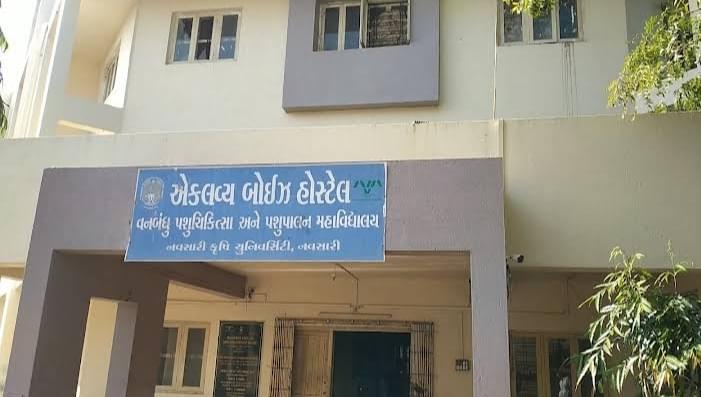 એકલવ્ય બોઈઝ હોસ્ટેલ
વનબંધુ પશુચિકિત્સા અને પશુપાલન મહાવિદ્યાલય
નવસારી કૃષિ યુનિવર્સિટી, નવસારી